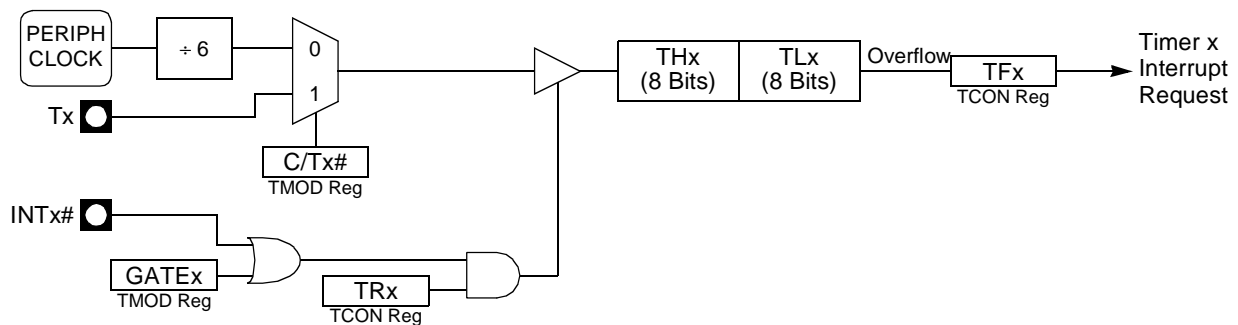 PERIPH
CLOCK
÷ 6
0
1
Tx
C/Tx#
TMOD Reg
THx
(8 Bits)
TLx
(8 Bits)
Overflow
TFx
TCON Reg
Timer x
Interrupt
Request
INTx#
GATEx
TMOD Reg
TRx
TCON Reg